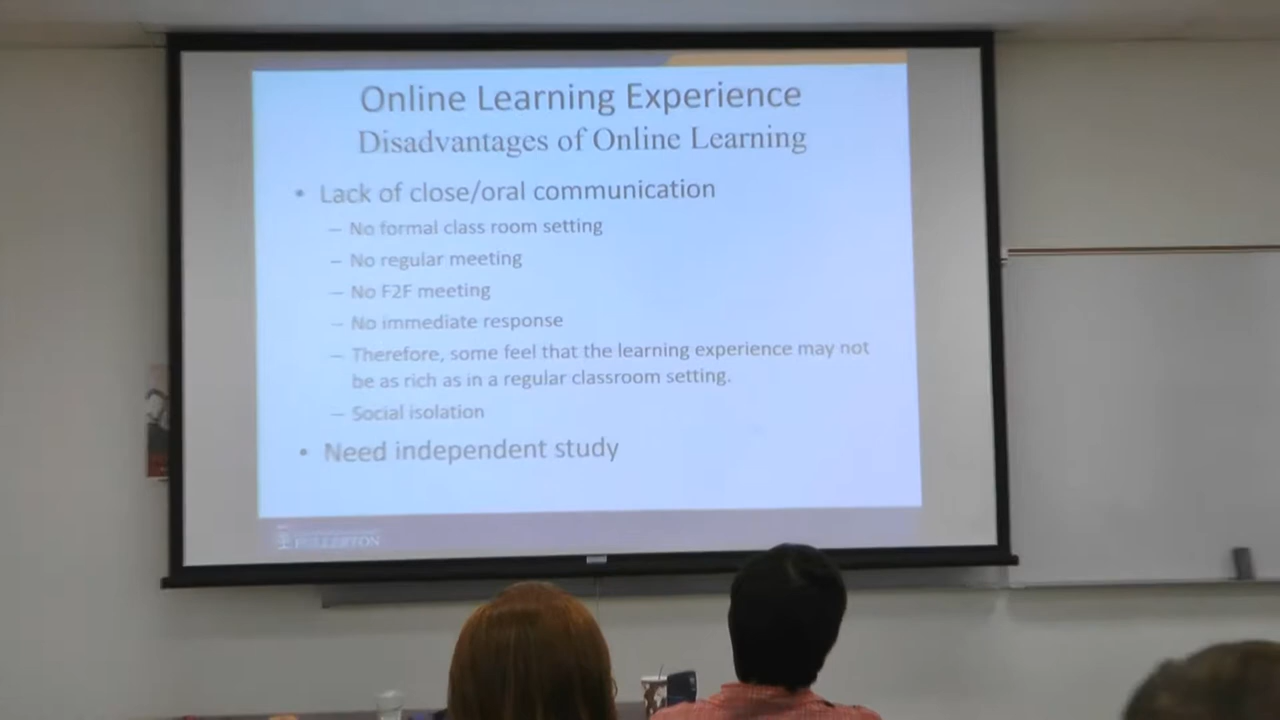 Online Learning Experience
Disadvantages of Online Learning
• Lack of close/oral communication
– No formal class room setting
– No regular meeting
– No F2F meeting
– No immediate response
– Therefore, some feel that the learning experience may not
be as rich as in a regular classroom setting.
– Social isolation
• Need independent study
FULLERTON